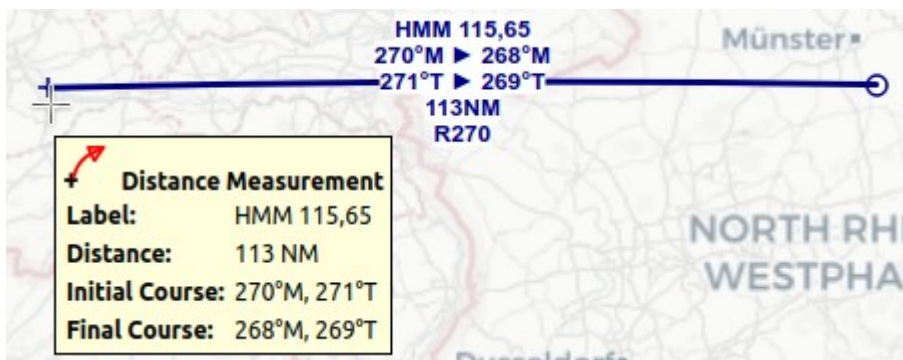 HMM 115,65
270°M ► 268°M
271°T ► 269°T
113NM
R270
Münster
Distance Measurement
Label: HMM 115,65
Distance: 113 NM
Initial Course: 270°M, 271°T
Final Course: 268°M, 269°T
NORTH RH
WESTPHA